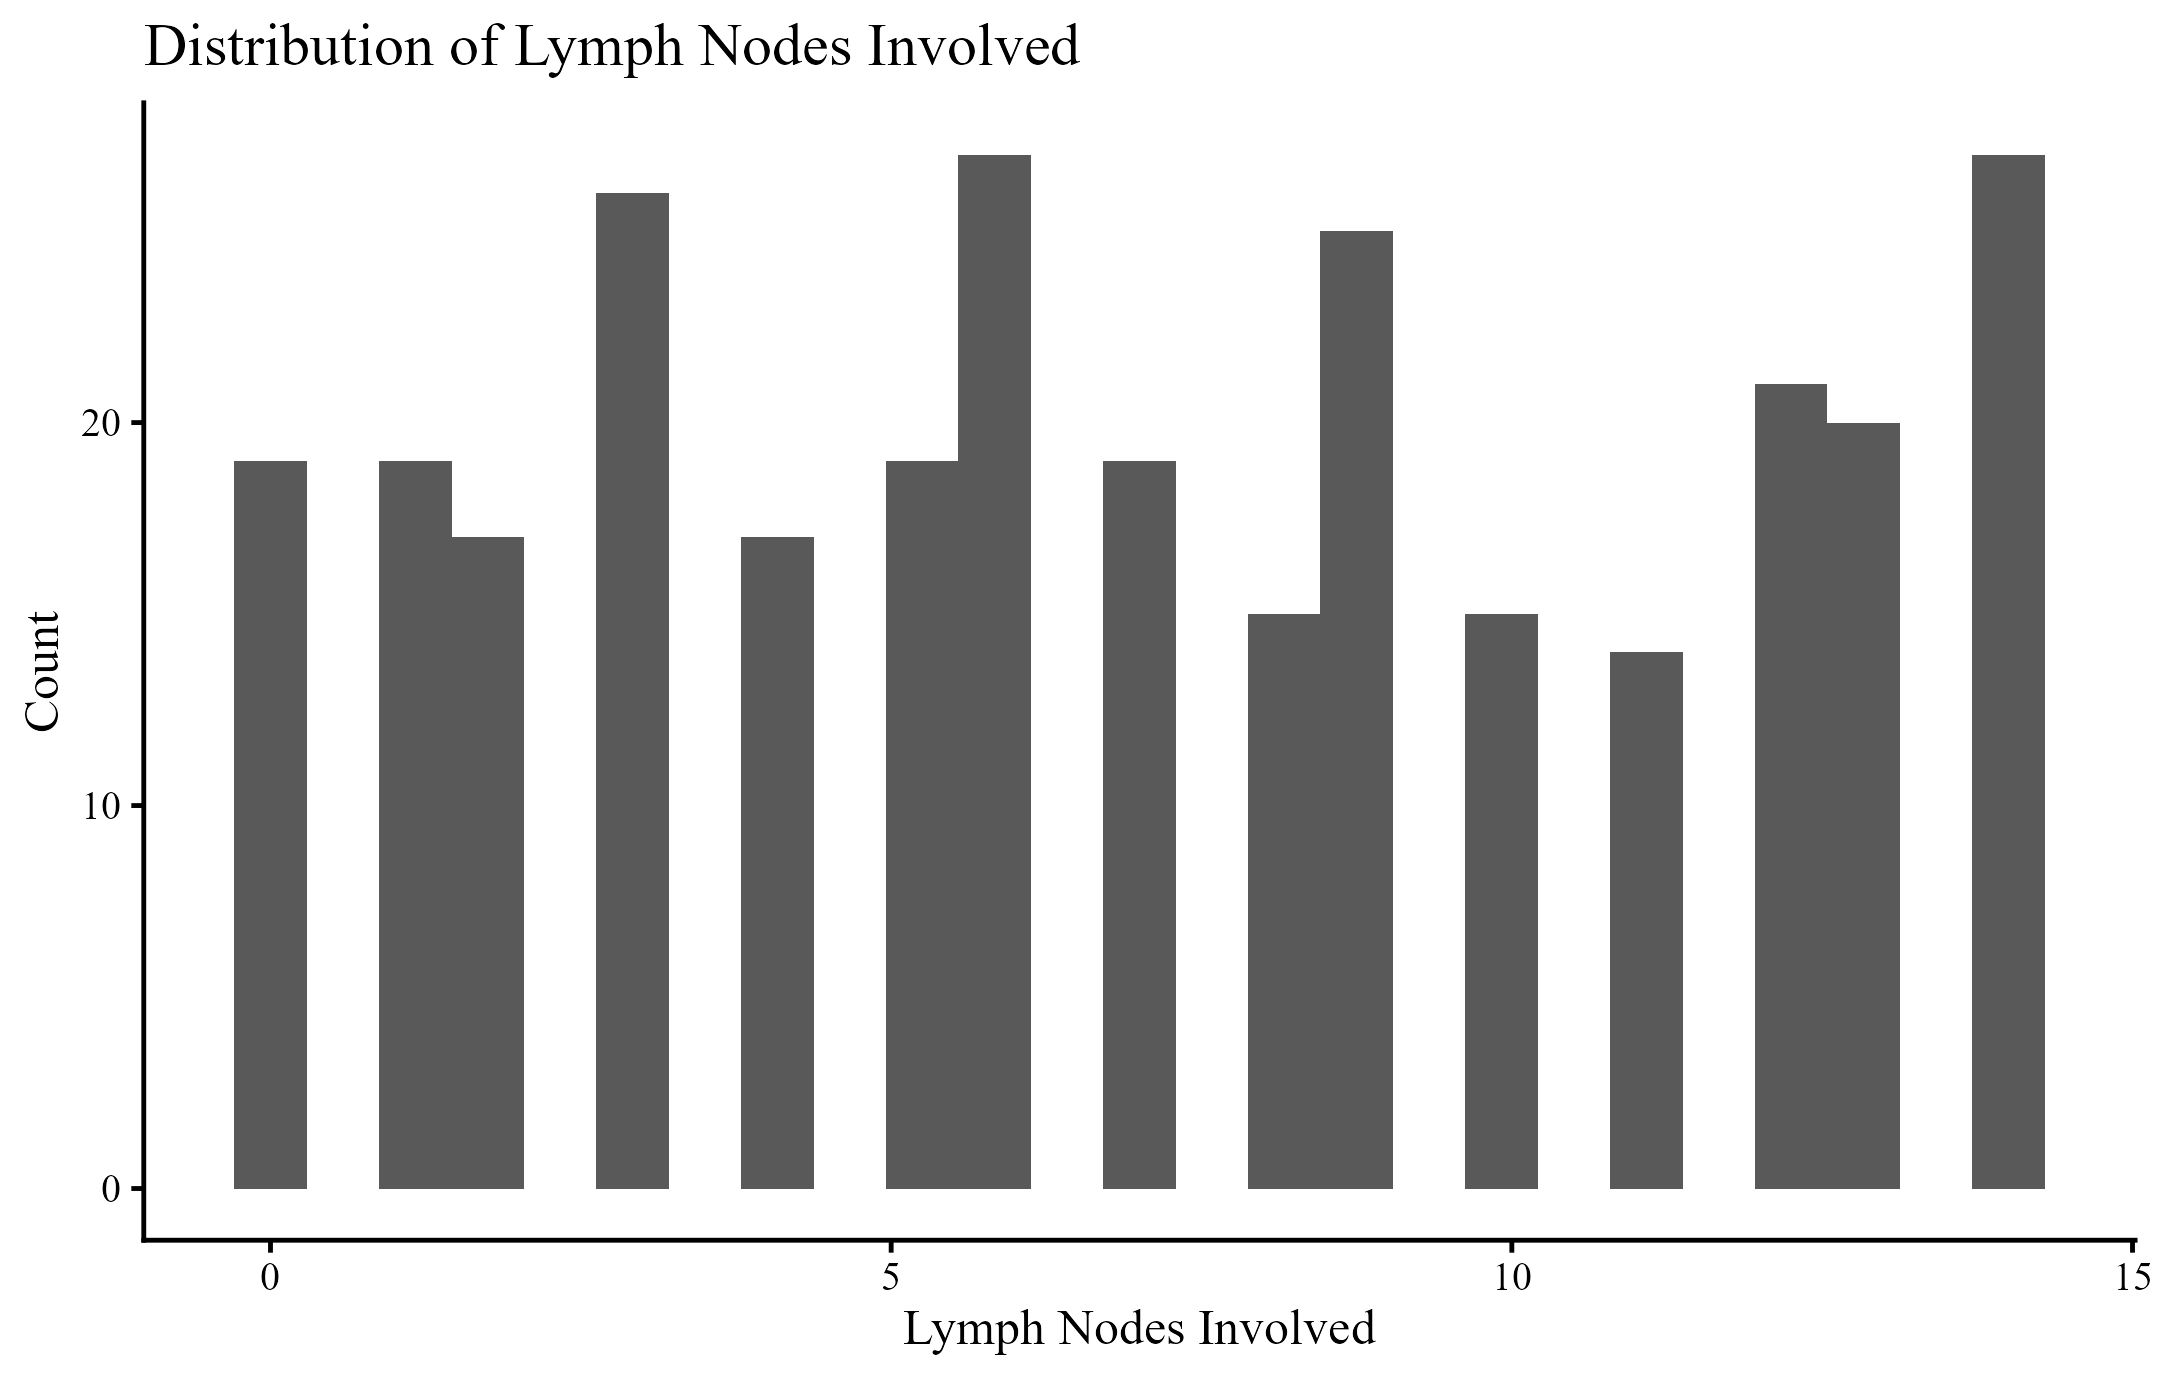 Distribution of Lymph Nodes Involved
Count
20
10
0
0 5 10 15
Lymph Nodes Involved